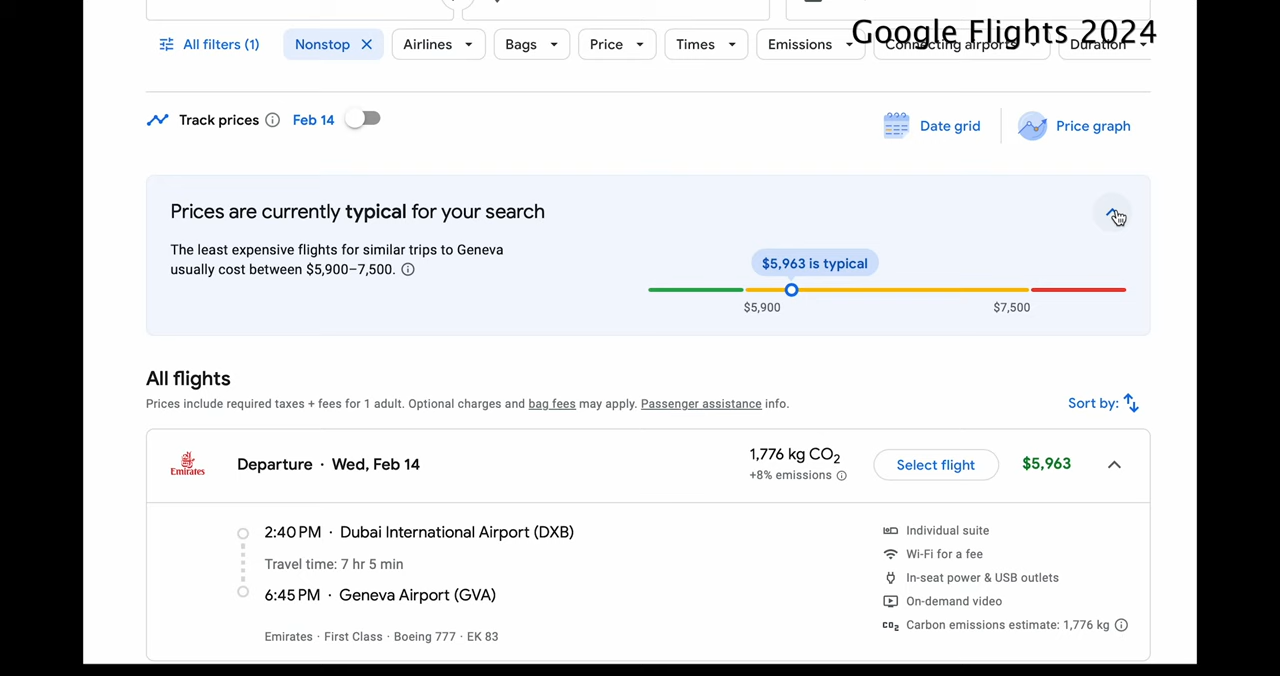 Google Flights 2024
All filters (1)
Nonstop
Airlines
Bags
Price
Times
Emissions
Connecting airports
Duration
Track prices
Feb 14
Date grid
Price graph
Prices are currently typical for your search
The least expensive flights for similar trips to Geneva
usually cost between $5,900–7,500.
$5,963 is typical
$5,900
$7,500
All flights
Prices include required taxes + fees for 1 adult. Optional charges and bag fees may apply. Passenger assistance info.
Sort by:
Emirates
Departure · Wed, Feb 14
1,776 kg CO2
+8% emissions
Select flight
$5,963
2:40 PM · Dubai International Airport (DXB)
Travel time: 7 hr 5 min
6:45 PM · Geneva Airport (GVA)
Emirates · First Class · Boeing 777 · EK 83
Individual suite
Wi-Fi for a fee
In-seat power & USB outlets
On-demand video
CO2 Carbon emissions estimate: 1,776 kg